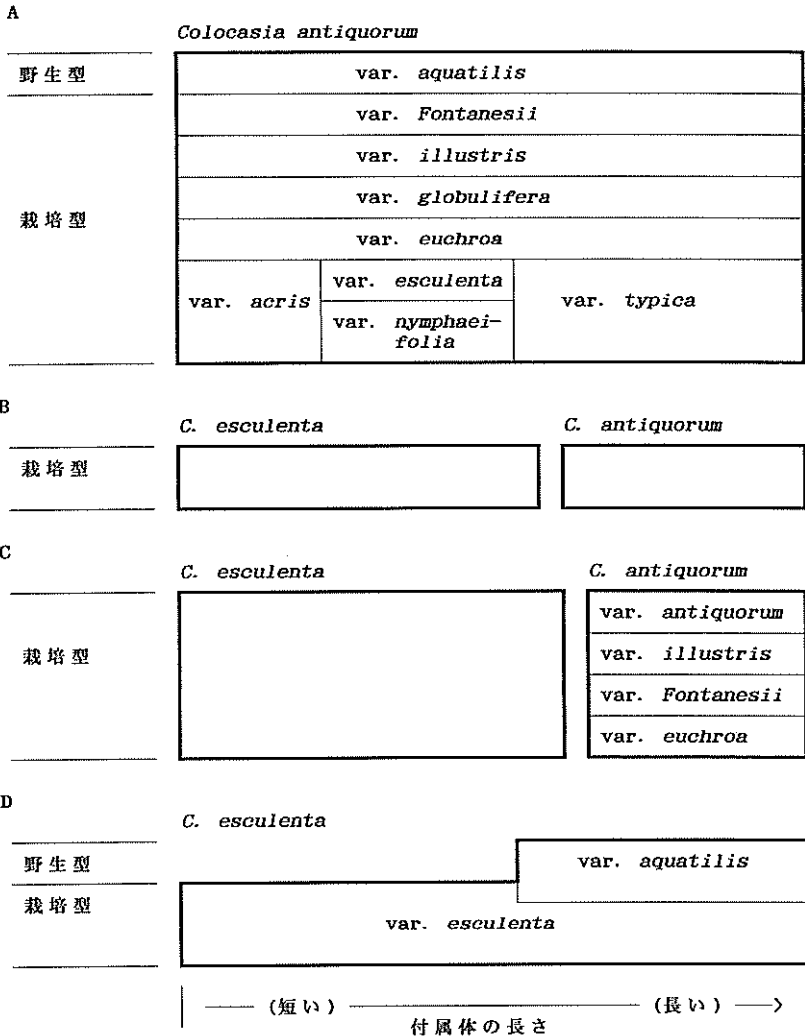 A
Colocasia antiquorum
野生型
var. aquatilis
栽培型
var. Fontanesii
var. illustris
var. globulifera
var. euchroa
var. acris
var. esculenta
var. nymphaei-
folia
var. typica
B
C. esculenta
C. antiquorum
栽培型
C
C. esculenta
C. antiquorum
栽培型
var. antiquorum
var. illustris
var. Fontanesii
var. euchroa
D
C. esculenta
野生型
var. aquatilis
栽培型
var. esculenta
(短い)
(長い)
付属体の長さ